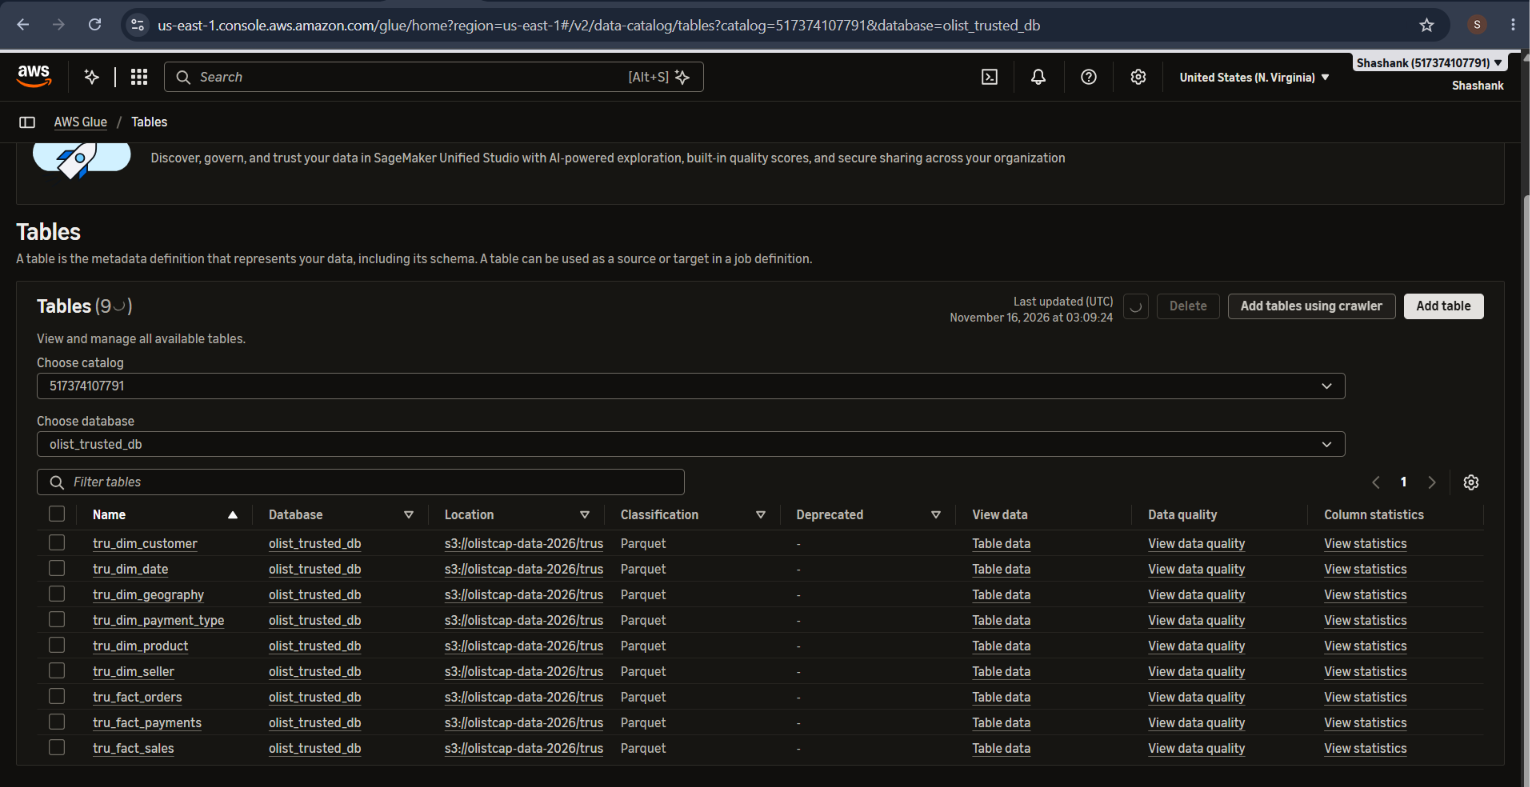 us-east-1.console.aws.amazon.com/glue/home?region=us-east-1#/v2/data-catalog/tables?catalog=517374107791&database=olist_trusted_db
S
aws
Search
[Alt+S]
United States (N. Virginia) ▼
Shashank (517374107791) ▼
Shashank
AWS Glue / Tables
Discover, govern, and trust your data in SageMaker Unified Studio with AI-powered exploration, built-in quality scores, and secure sharing across your organization
Tables
A table is the metadata definition that represents your data, including its schema. A table can be used as a source or target in a job definition.
Tables (9)
Last updated (UTC)
November 16, 2026 at 03:09:24
Delete
Add tables using crawler
Add table
View and manage all available tables.
Choose catalog
517374107791
Choose database
olist_trusted_db
Filter tables
1
Name Database Location Classification Deprecated View data Data quality Column statistics
tru_dim_customer olist_trusted_db s3://olistcap-data-2026/trus Parquet - Table data View data quality View statistics
tru_dim_date olist_trusted_db s3://olistcap-data-2026/trus Parquet - Table data View data quality View statistics
tru_dim_geography olist_trusted_db s3://olistcap-data-2026/trus Parquet - Table data View data quality View statistics
tru_dim_payment_type olist_trusted_db s3://olistcap-data-2026/trus Parquet - Table data View data quality View statistics
tru_dim_product olist_trusted_db s3://olistcap-data-2026/trus Parquet - Table data View data quality View statistics
tru_dim_seller olist_trusted_db s3://olistcap-data-2026/trus Parquet - Table data View data quality View statistics
tru_fact_orders olist_trusted_db s3://olistcap-data-2026/trus Parquet - Table data View data quality View statistics
tru_fact_payments olist_trusted_db s3://olistcap-data-2026/trus Parquet - Table data View data quality View statistics
tru_fact_sales olist_trusted_db s3://olistcap-data-2026/trus Parquet - Table data View data quality View statistics